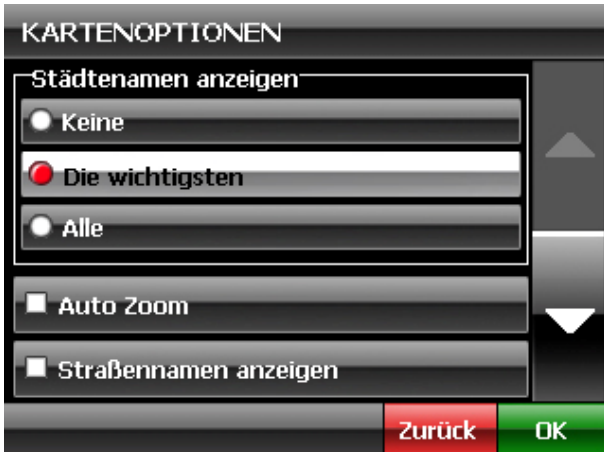 KARTENOPTIONEN
Städtenamen anzeigen
Keine
Die wichtigsten
Alle
Auto Zoom
Straßennamen anzeigen
Zurück OK